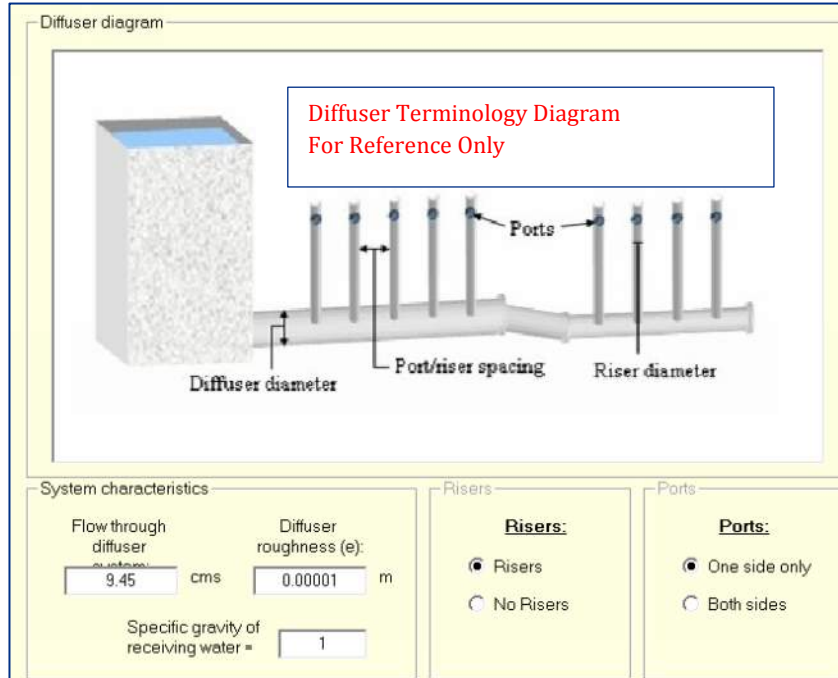 Diffuser diagram
Diffuser Terminology Diagram
For Reference Only
Ports
Port/riser spacing
Riser diameter
Diffuser diameter
System characteristics
Flow through
diffuser
system:
9.45 cms
Diffuser
roughness (e):
0.00001 m
Specific gravity of
receiving water =
1
Risers
Risers:
Risers
No Risers
Ports
Ports:
One side only
Both sides